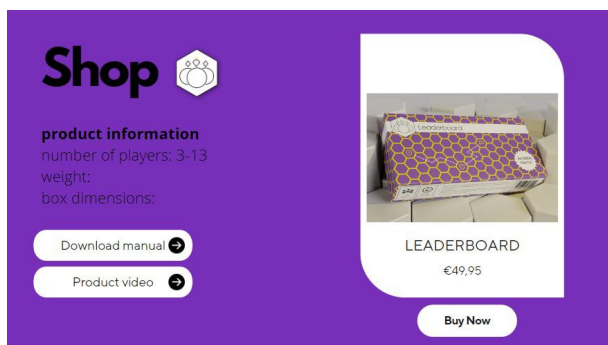 Shop
product information
number of players: 3-13
weight:
box dimensions:
Download manual
Product video
Leaderboard
LEADERBOARD
€49,95
Buy Now